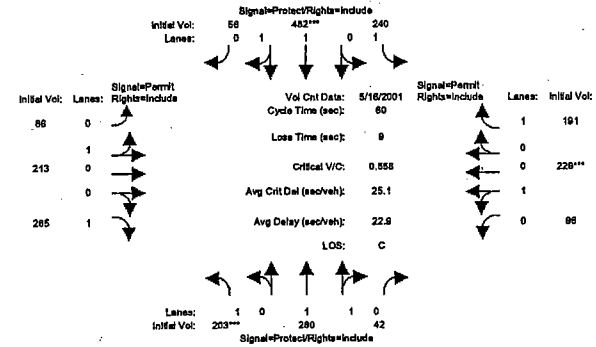 Signal=Protect/Rights=Include
Initial Vol: 56 482*** 240
Lanes: 0 1 1 0 1
Signal=Permit
Initial Vol: Lanes: Rights=Include
Vol Cnt Data: 5/16/2001
Signal=Permit
Rights=Include Lanes: Initial Vol:
Cycle Time (sec): 60
86 0
1 191
Loss Time (sec): 9
1
0
213 0
Critical V/C: 0.558
0 228***
0
Avg Crit Del (sec/veh): 25.1
1
265 1
Avg Delay (sec/veh): 22.9
0 96
LOS: C
Lanes: 1 0 1 1 0
Initial Vol: 203*** 280 42
Signal=Protect/Rights=Include